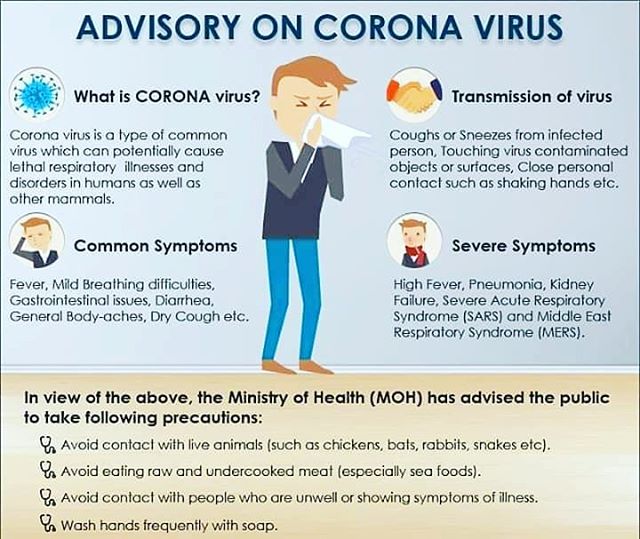 ADVISORY ON CORONA VIRUS
What is CORONA virus?
Corona virus is a type of common
virus which can potentially cause
lethal respiratory illnesses and
disorders in humans as well as
other mammals.
Transmission of virus
Coughs or Sneezes from infected
person, Touching virus contaminated
objects or surfaces, Close personal
contact such as shaking hands etc.
Common Symptoms
Fever, Mild Breathing difficulties,
Gastrointestinal issues, Diarrhea,
General Body-aches, Dry Cough etc.
Severe Symptoms
High Fever, Pneumonia, Kidney
Failure, Severe Acute Respiratory
Syndrome (SARS) and Middle East
Respiratory Syndrome (MERS).
In view of the above, the Ministry of Health (MOH) has advised the public
to take following precautions:
Avoid contact with live animals (such as chickens, bats, rabbits, snakes etc).
Avoid eating raw and undercooked meat (especially sea foods).
Avoid contact with people who are unwell or showing symptoms of illness.
Wash hands frequently with soap.